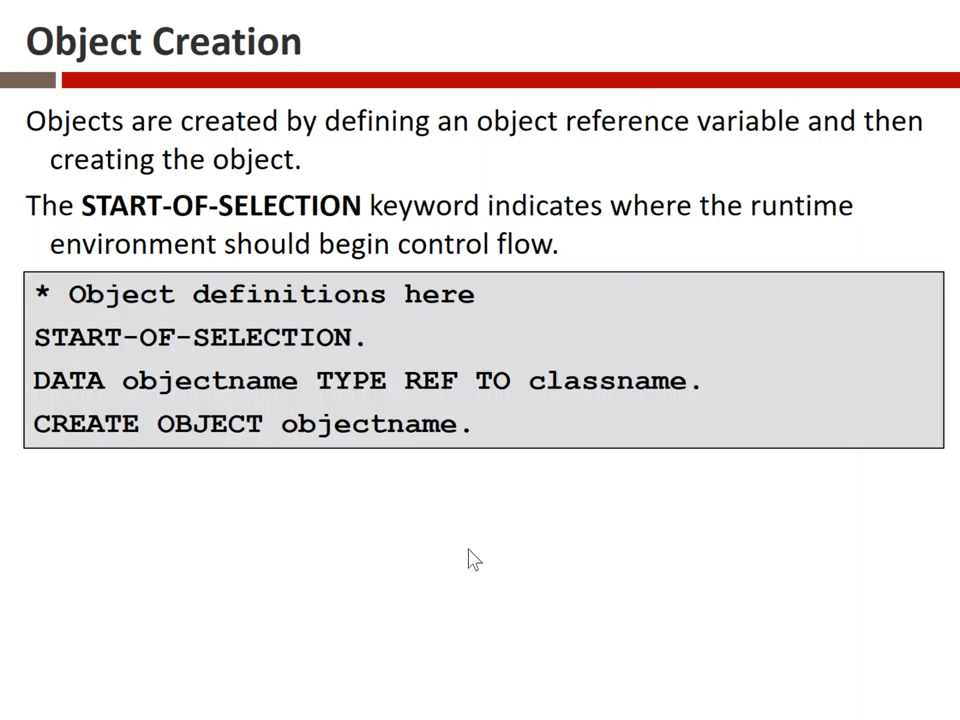 Object Creation
Objects are created by defining an object reference variable and then
creating the object.
The START-OF-SELECTION keyword indicates where the runtime
environment should begin control flow.
* Object definitions here
START-OF-SELECTION.
DATA objectname TYPE REF TO classname.
CREATE OBJECT objectname.